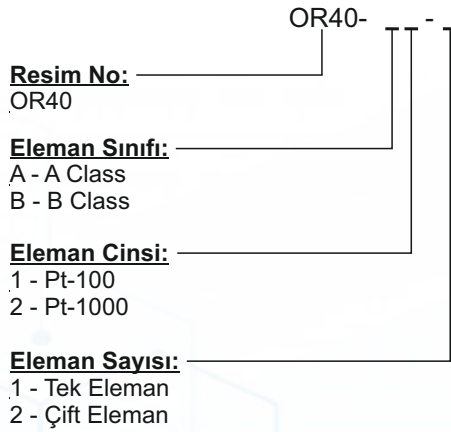 OR40- _ _ - _
Resim No:
OR40
Eleman Sınıfı:
A - A Class
B - B Class
Eleman Cinsi:
1 - Pt-100
2 - Pt-1000
Eleman Sayısı:
1 - Tek Eleman
2 - Çift Eleman